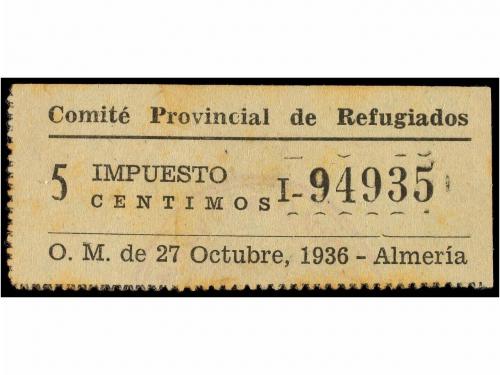 Comité Provincial de Refugiados
5 IMPUESTO I-94935
CENTIMOS
O. M. de 27 Octubre, 1936 - Almería